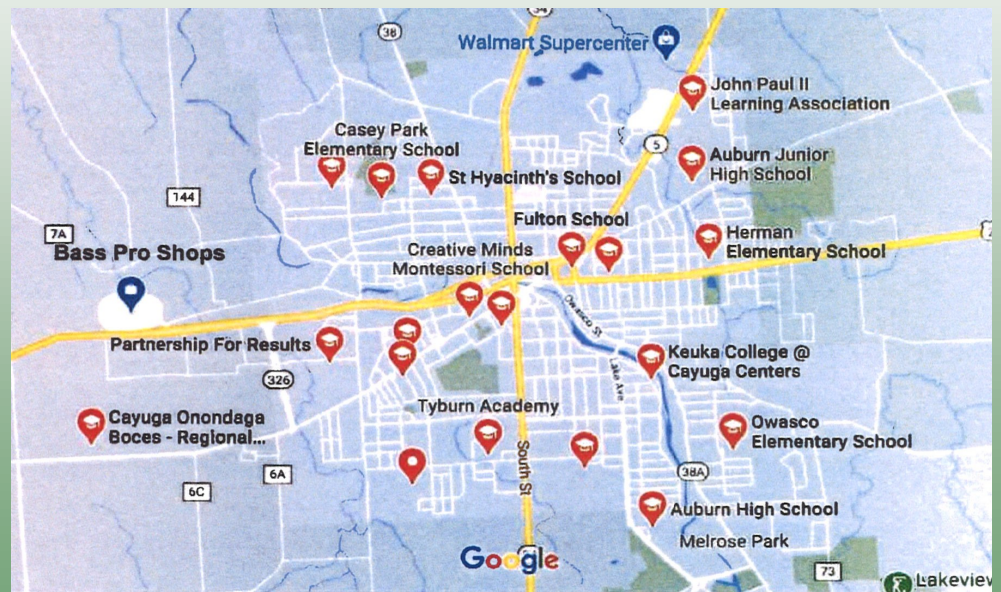 34
38
Walmart Supercenter
John Paul II
Learning Association
Casey Park
Elementary School
5
Auburn Junior
High School
St Hyacinth's School
144
Fulton School
7A
Herman
Elementary School
Bass Pro Shops
Creative Minds
Montessori School
Owasco St
Partnership For Results
Keuka College @
Cayuga Centers
Lake Ave
326
Tyburn Academy
Cayuga Onondaga
Boces - Regional...
Owasco
Elementary School
South St
6A
38A
6C
Auburn High School
Melrose Park
Google
73
Lakeview